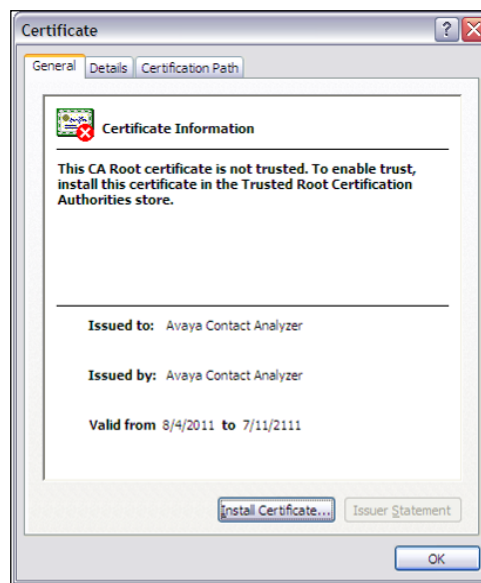 Certificate
General Details Certification Path
Certificate Information
This CA Root certificate is not trusted. To enable trust,
install this certificate in the Trusted Root Certification
Authorities store.
Issued to: Avaya Contact Analyzer
Issued by: Avaya Contact Analyzer
Valid from 8/4/2011 to 7/11/2111
Install Certificate... Issuer Statement
OK